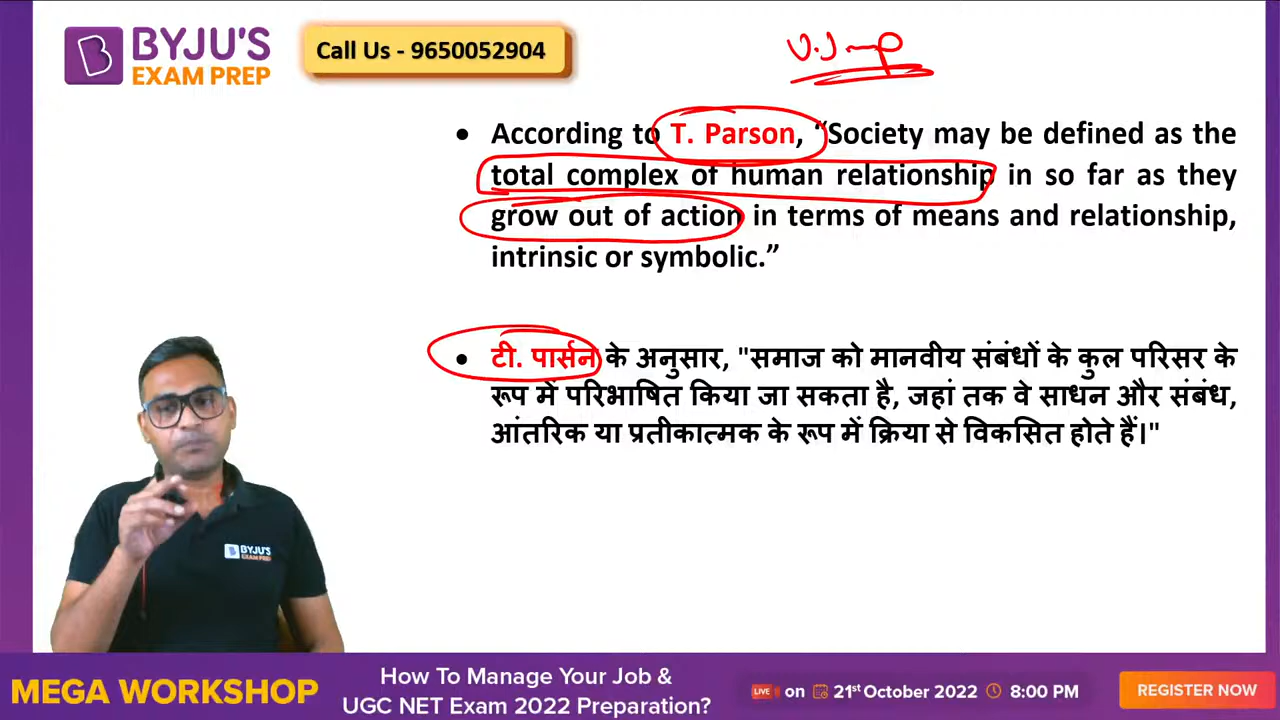 BYJU'S
EXAM PREP
Call Us - 9650052904
V. Imp
• According to T. Parson, “Society may be defined as the
total complex of human relationship in so far as they
grow out of action in terms of means and relationship,
intrinsic or symbolic.”
• टी. पार्सन के अनुसार, "समाज को मानवीय संबंधों के कुल परिसर के
रूप में परिभाषित किया जा सकता है, जहां तक वे साधन और संबंध,
आंतरिक या प्रतीकात्मक के रूप में क्रिया से विकसित होते हैं।"
BYJU'S
EXAM PREP
MEGA WORKSHOP
How To Manage Your Job &
UGC NET Exam 2022 Preparation?
LIVE on 21st October 2022 8:00 PM
REGISTER NOW